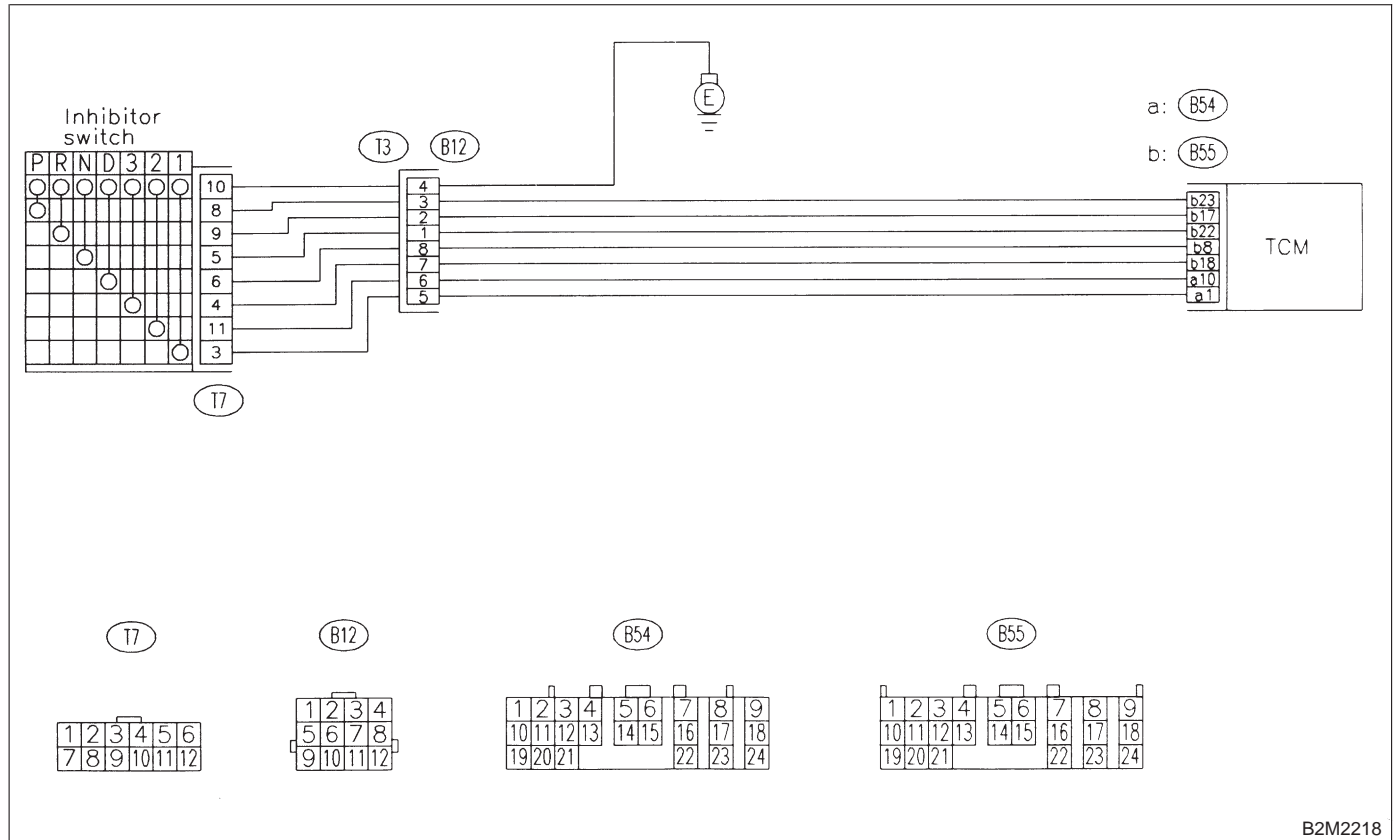 E
a: B54
Inhibitor
switch
T3 B12
b: B55
P R N D 3 2 1
10
8
9
5
6
4
11
3
4
3
2
1
8
7
6
5
b23
b17
b22
b8
b18
a10
a1
TCM
T7
T7
B12
B54
B55
1 2 3 4 5 6
7 8 9 10 11 12
1 2 3 4
5 6 7 8
9 10 11 12
1 2 3 4 5 6 7 8 9
10 11 12 13 14 15 16 17 18
19 20 21 22 23 24
1 2 3 4 5 6 7 8 9
10 11 12 13 14 15 16 17 18
19 20 21 22 23 24
B2M2218